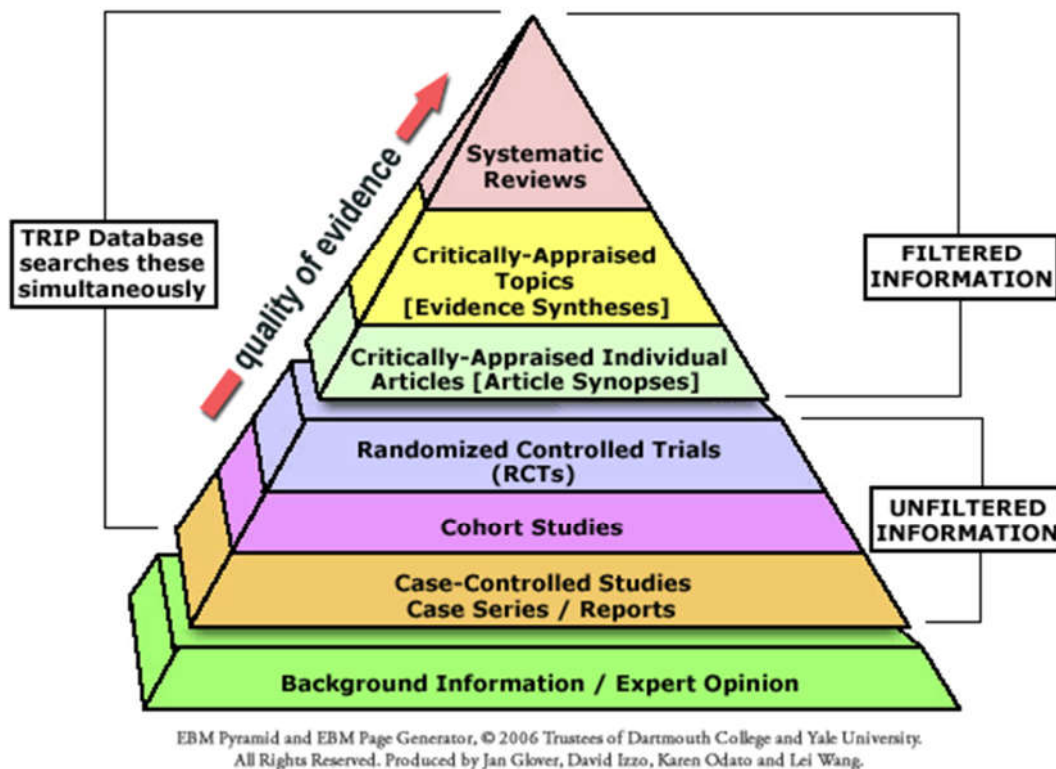 quality of evidence
Systematic
Reviews
TRIP Database
searches these
simultaneously
Critically-Appraised
Topics
[Evidence Syntheses]
FILTERED
INFORMATION
Critically-Appraised Individual
Articles [Article Synopses]
Randomized Controlled Trials
(RCTs)
UNFILTERED
INFORMATION
Cohort Studies
Case-Controlled Studies
Case Series / Reports
Background Information / Expert Opinion
EBM Pyramid and EBM Page Generator, © 2006 Trustees of Dartmouth College and Yale University.
All Rights Reserved. Produced by Jan Glover, David Izzo, Karen Odato and Lei Wang.